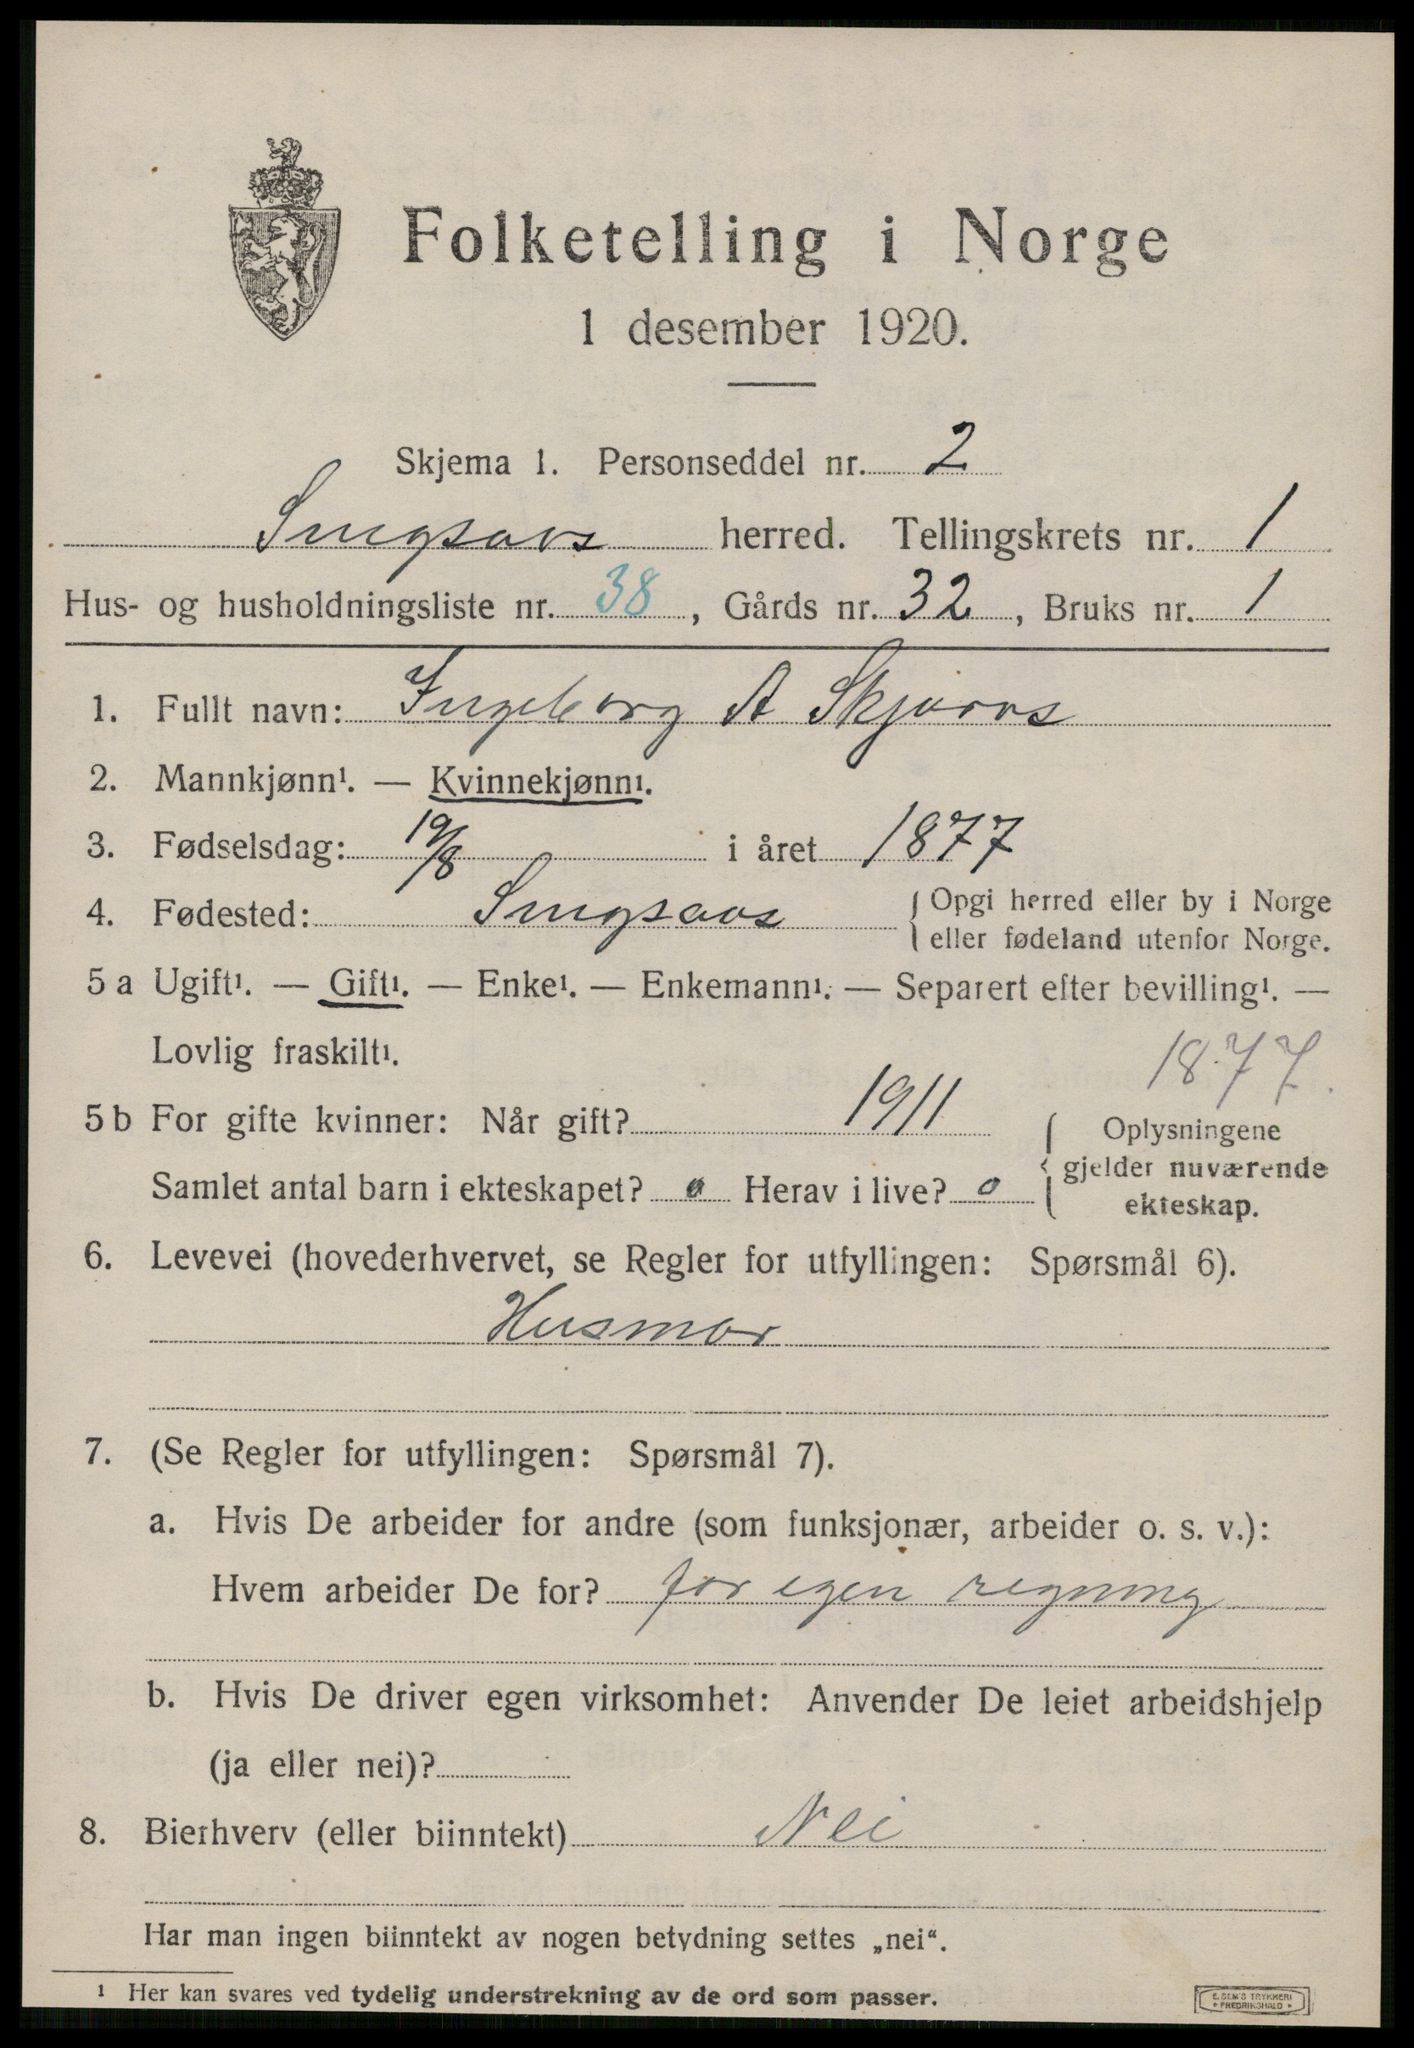 Folketelling i Norge
1 desember 1920.
Skjema 1. Personseddel nr. 2
Singsaas herred. Tellingskrets nr. 1
Hus- og husholdningsliste nr. 38, Gårds nr. 32, Bruks nr. 1
1. Fullt navn: Ingeborg A
2. Mannkjønn¹. — Kvinnekjønn¹.
3. Fødselsdag: 19/8 i året 1877
4. Fødested: Singsaas { Opgi herred eller by i Norge
eller fødeland utenfor Norge.
5 a Ugift¹. — Gift¹. — Enke¹. — Enkemann¹. — Separert efter bevilling¹. —
Lovlig fraskilt¹. 1877.
5 b For gifte kvinner: Når gift? 1911
Samlet antal barn i ekteskapet? 0 Herav i live? 0
{ Oplysningene
gjelder nuværende
ekteskap.
6. Levevei (hovederhvervet, se Regler for utfyllingen: Spørsmål 6).
Husmor
7. (Se Regler for utfyllingen: Spørsmål 7).
a. Hvis De arbeider for andre (som funksjonær, arbeider o. s. v.):
Hvem arbeider De for? for egen regning
b. Hvis De driver egen virksomhet: Anvender De leiet arbeidshjelp
(ja eller nei)?
8. Bierhverv (eller biinntekt) Nei
Har man ingen biinntekt av nogen betydning settes „nei“.
1 Her kan svares ved tydelig understrekning av de ord som passer.
E. SEM'S TRYKKERI
• FREDRIKSHALD •